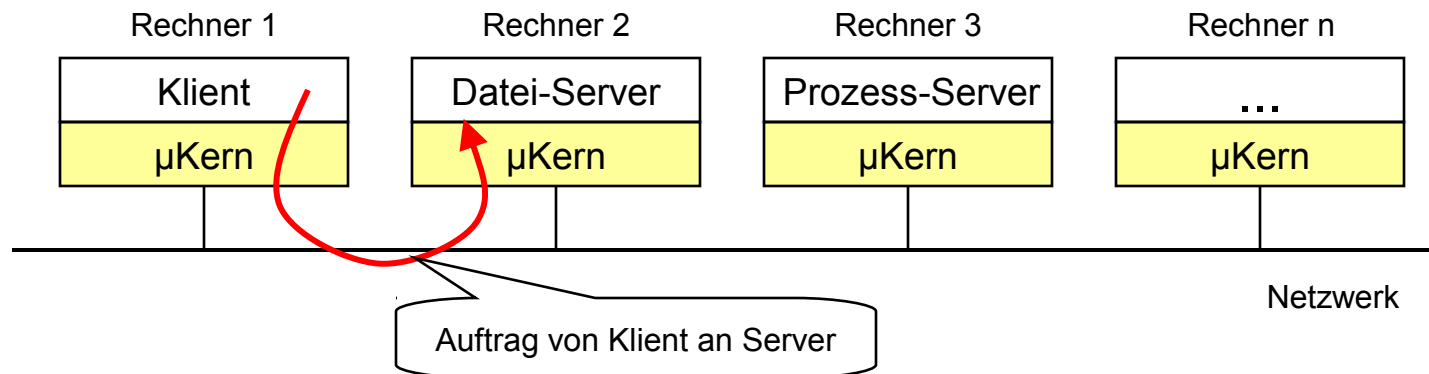 Rechner 1 Rechner 2 Rechner 3 Rechner n
Klient Datei-Server Prozess-Server ...
µKern µKern µKern µKern
Netzwerk
Auftrag von Klient an Server